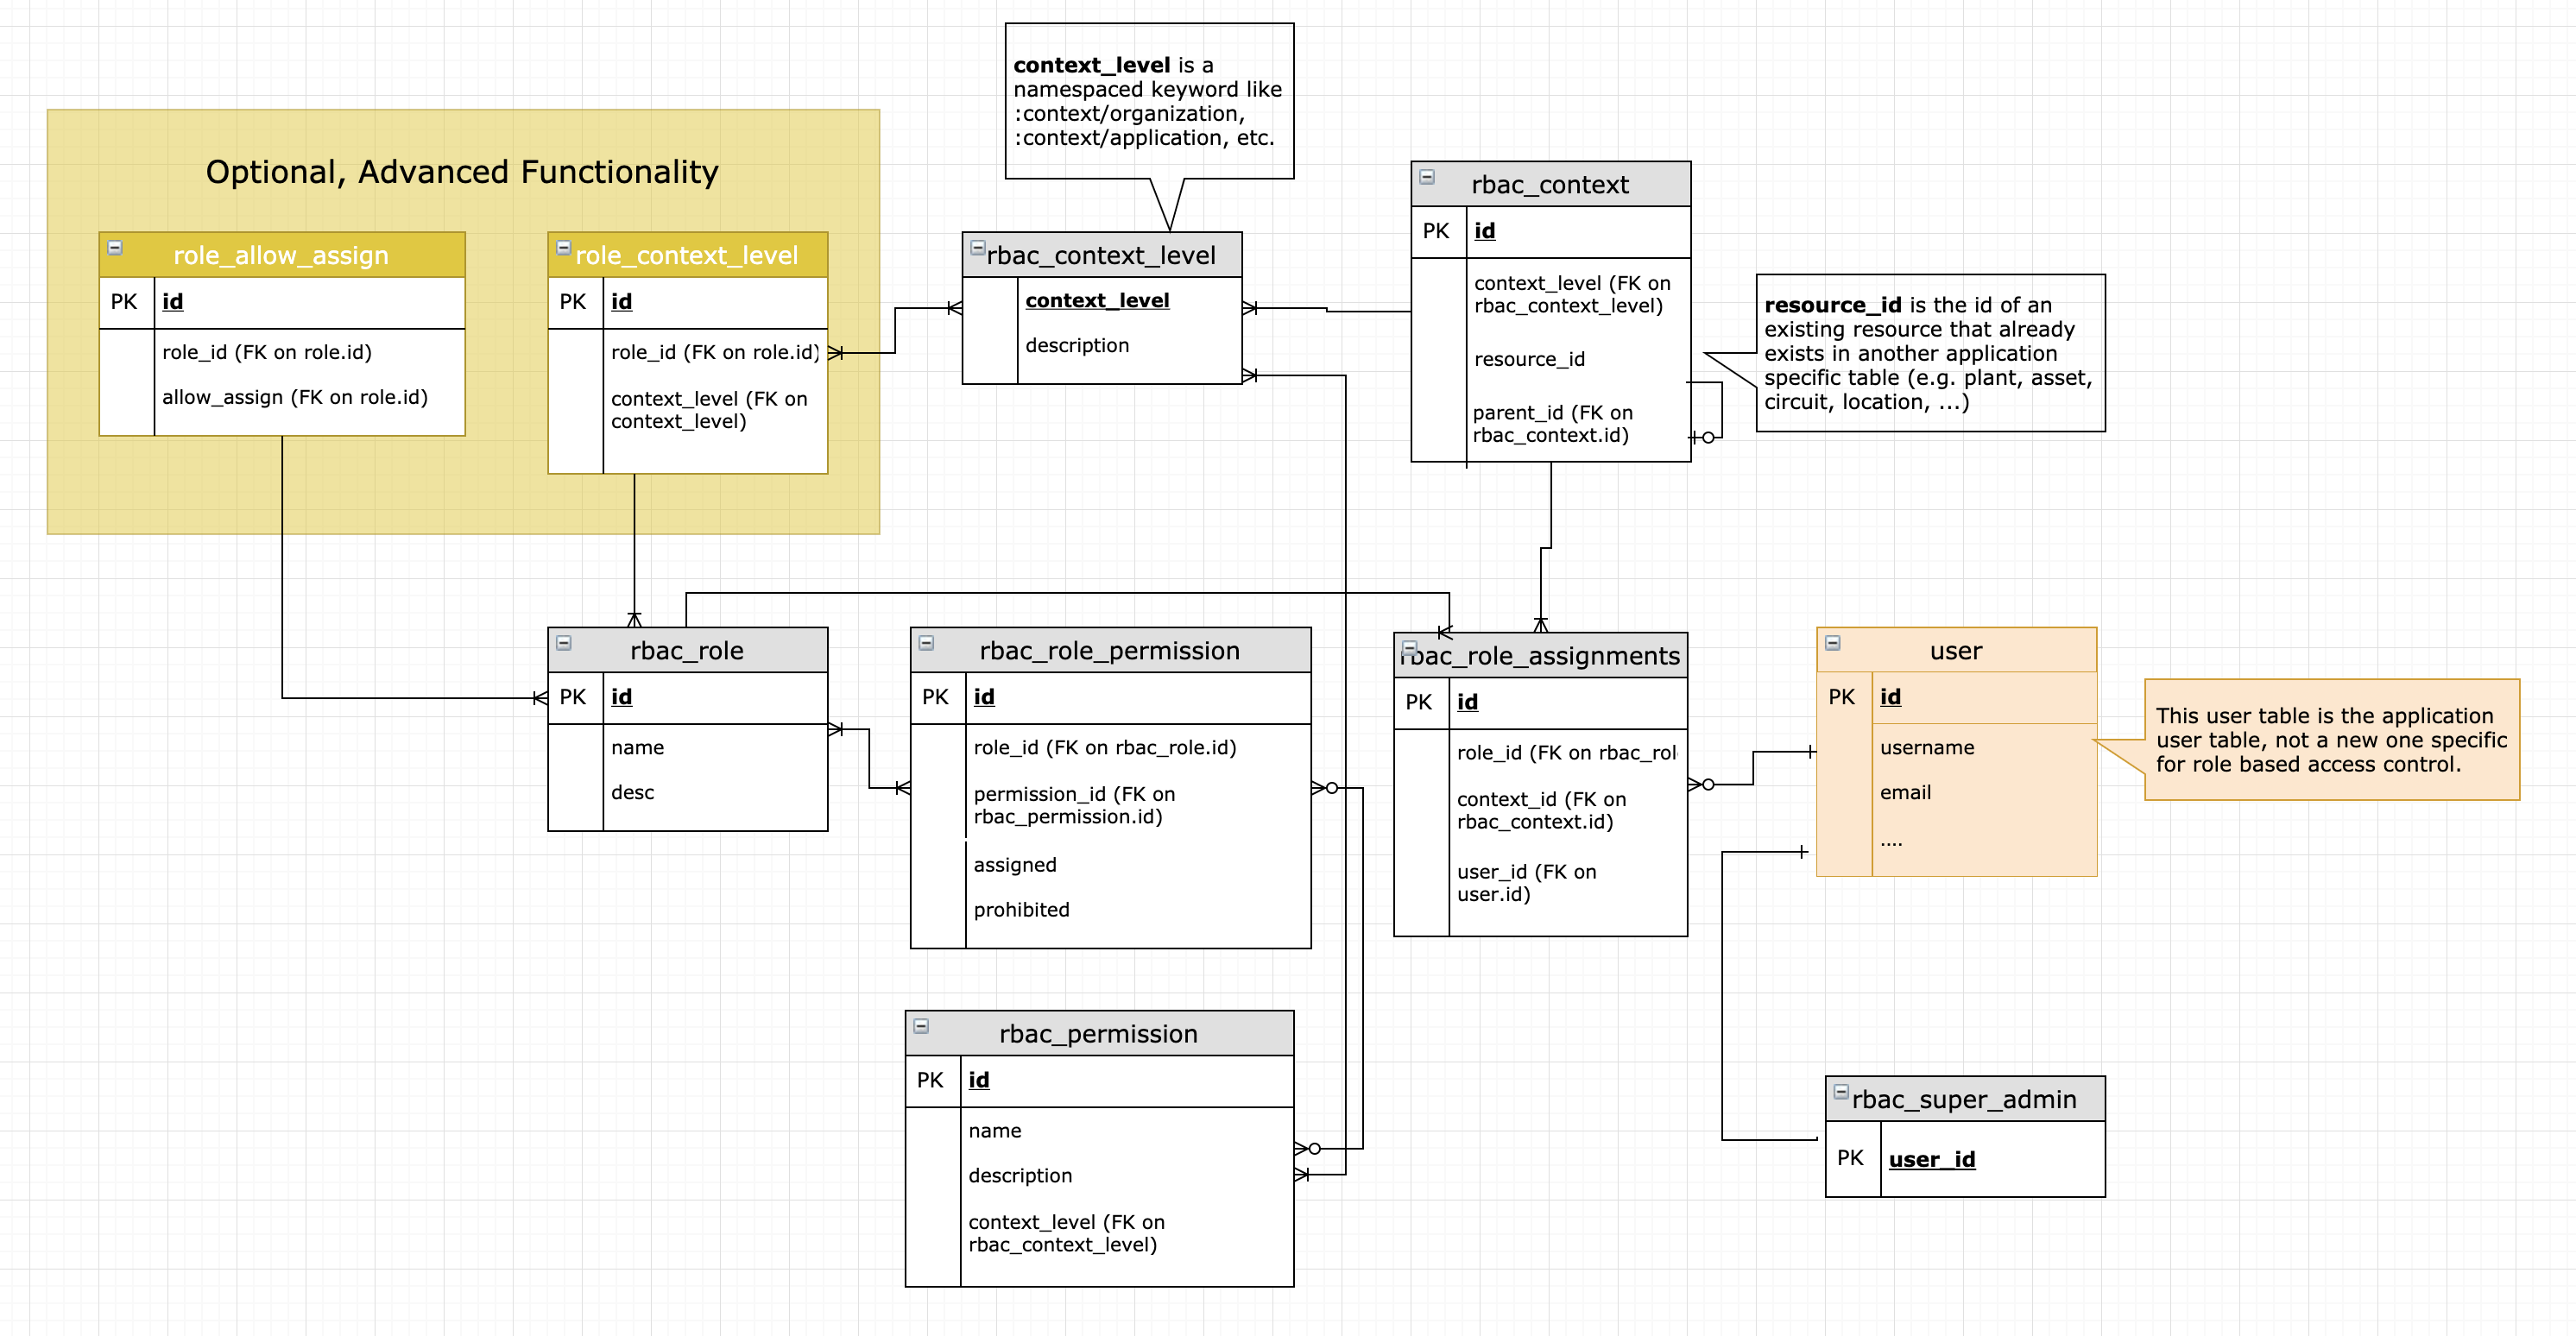 context_level is a
namespaced keyword like
:context/organization,
:context/application, etc.
Optional, Advanced Functionality
role_allow_assign
PK id
role_id (FK on role.id)
allow_assign (FK on role.id)
role_context_level
PK id
role_id (FK on role.id)
context_level (FK on
context_level)
rbac_context_level
context_level
description
rbac_context
PK id
context_level (FK on
rbac_context_level)
resource_id
parent_id (FK on
rbac_context.id)
resource_id is the id of an
existing resource that already
exists in another application
specific table (e.g. plant, asset,
circuit, location, ...)
rbac_role
PK id
name
desc
rbac_role_permission
PK id
role_id (FK on rbac_role.id)
permission_id (FK on
rbac_permission.id)
assigned
prohibited
rbac_role_assignments
PK id
role_id (FK on rbac_rol
context_id (FK on
rbac_context.id)
user_id (FK on
user.id)
user
PK id
username
email
....
This user table is the application
user table, not a new one specific
for role based access control.
rbac_permission
PK id
name
description
context_level (FK on
rbac_context_level)
rbac_super_admin
PK user_id